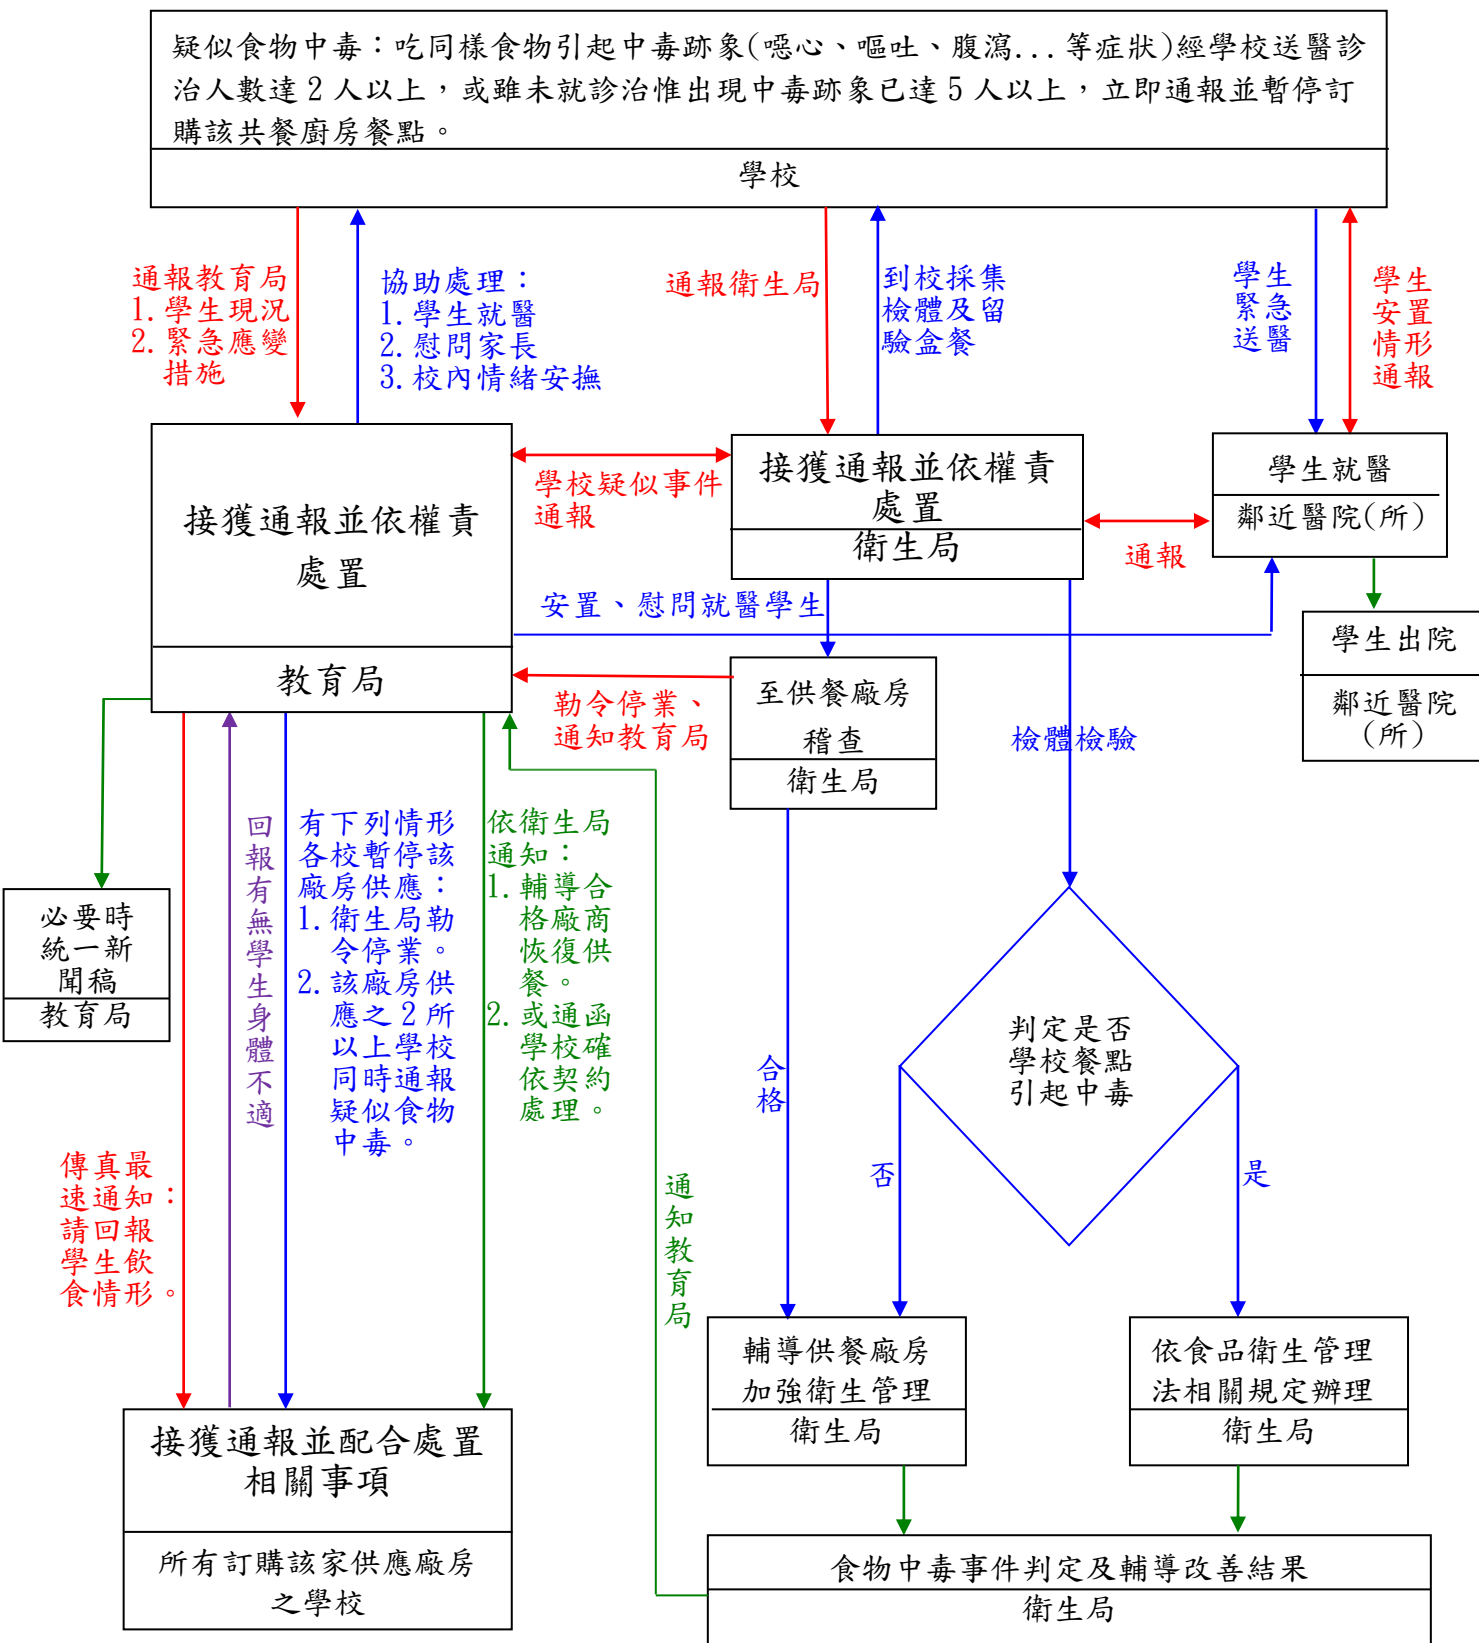 疑似食物中毒：吃同樣食物引起中毒跡象(噁心、嘔吐、腹瀉...等症狀)經學校送醫診
治人數達2人以上，或雖未就診治惟出現中毒跡象已達5人以上，立即通報並暫停訂
購該共餐廚房餐點。
學校
通報教育局
1.學生現況
2.緊急應變
措施
協助處理：
1.學生就醫
2.慰問家長
3.校內情緒安撫
通報衛生局
到校採集
檢體及留
驗盒餐
學生
緊急
送醫
學生
安置
情形
通報
接獲通報並依權責
處置
教育局
學校疑似事件
通報
接獲通報並依權責
處置
衛生局
通報
學生就醫
鄰近醫院(所)
安置、慰問就醫學生
學生出院
鄰近醫院
(所)
勒令停業、
通知教育局
至供餐廠房
稽查
衛生局
檢體檢驗
必要時
統一新
聞稿
教育局
回報有無學生身體不適
有下列情形
各校暫停該
廠房供應：
1.衛生局勒
令停業。
2.該廠房供
應之2所
以上學校
同時通報
疑似食物
中毒。
依衛生局
通知：
1.輔導合
格廠商
恢復供
餐。
2.或通函
學校確
依契約
處理。
傳真最
速通知：
請回報
學生飲
食情形。
合格
判定是否
學校餐點
引起中毒
否
是
通知教育局
輔導供餐廠房
加強衛生管理
衛生局
依食品衛生管理
法相關規定辦理
衛生局
接獲通報並配合處置
相關事項
所有訂購該家供應廠房
之學校
食物中毒事件判定及輔導改善結果
衛生局